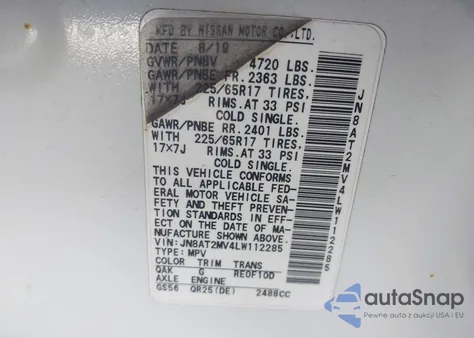 MFD BY NISSAN MOTOR CO., LTD.
DATE 8/19
GVWR/PNBV 4720 LBS.
GAWR/PNBE FR. 2363 LBS.
WITH 225/65R17 TIRES,
17x7J RIMS.AT 33 PSI
COLD SINGLE.
GAWR/PNBE RR. 2401 LBS.
WITH 225/65R17 TIRES,
17x7J RIMS.AT 33 PSI
COLD SINGLE.
THIS VEHICLE CONFORMS
TO ALL APPLICABLE FED-
ERAL MOTOR VEHICLE SA-
FETY AND THEFT PREVEN-
TION STANDARDS IN EFF-
ECT ON THE DATE OF MA-
NUFACTURE SHOWN ABOVE.
VIN:JN8AT2MV4LW112285
TYPE:MPV
COLOR TRIM TRANS
QAK G RE0F10D
AXLE ENGINE
GS56 QR25(DE) 2488CC
JN8AT2MV4LW112285
autoSnap
Pewne auta z aukcji USA i EU